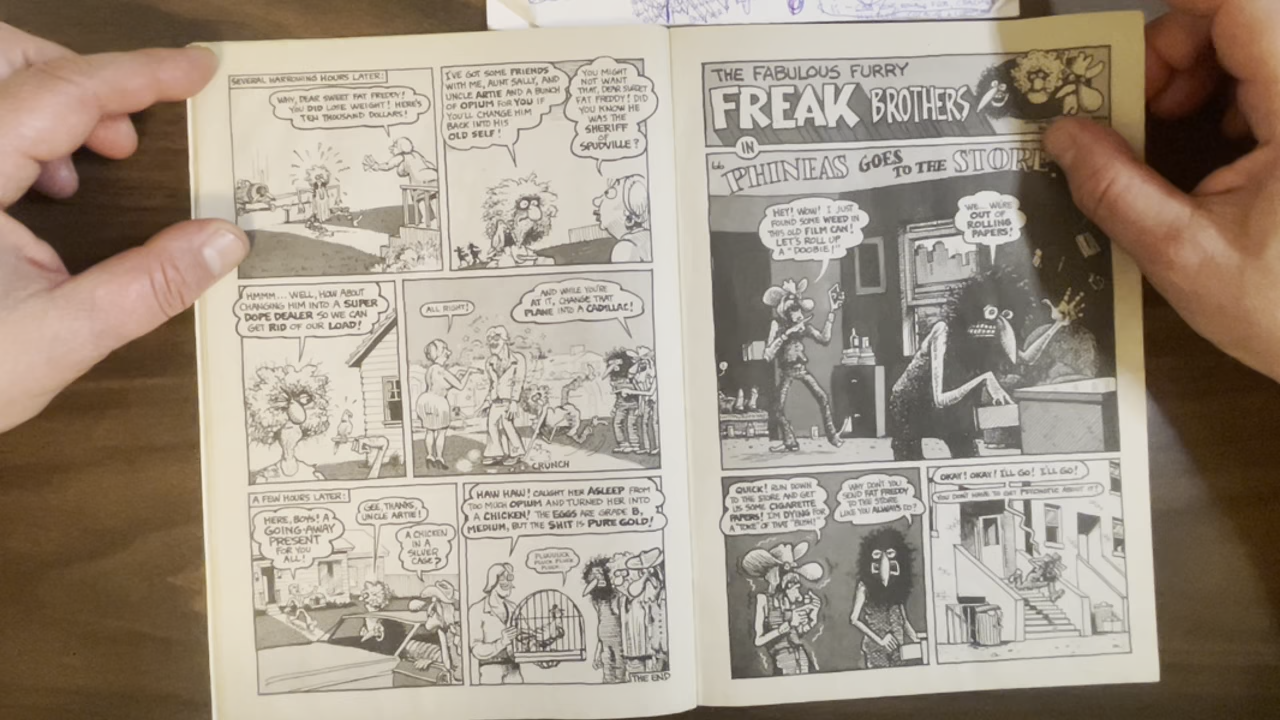 SEVERAL HARROWING HOURS LATER:
WHY, DEAR SWEET FAT FREDDY!
YOU DID LOSE WEIGHT! HERE'S
TEN THOUSAND DOLLARS!
I'VE GOT SOME FRIENDS
WITH ME, AUNT SALLY, AND
UNCLE ARTIE AND A BUNCH
OF OPIUM FOR YOU IF
YOU'LL CHANGE HIM
BACK INTO HIS
OLD SELF!
YOU MIGHT
NOT WANT
THAT, DEAR SWEET
FAT FREDDY! DID
YOU KNOW HE
WAS THE
SHERIFF
OF
SPUDVILLE?
HMMM... WELL, HOW ABOUT
CHANGING HIM INTO A SUPER
DOPE DEALER SO WE CAN
GET RID OF OUR LOAD!
ALL RIGHT!
AND WHILE YOU'RE
AT IT, CHANGE THAT
PLANE INTO A CADILLAC!
CRUNCH
A FEW HOURS LATER:
HERE, BOYS! A
GOING-AWAY
PRESENT
FOR YOU
ALL!
GEE, THANKS,
UNCLE ARTIE!
A CHICKEN
IN A
SILVER
CAGE?
HAW HAW! CAUGHT HER ASLEEP FROM
TOO MUCH OPIUM AND TURNED HER INTO
A CHICKEN! THE EGGS ARE GRADE B,
MEDIUM, BUT THE SHIT IS PURE GOLD!
THE END
THE FABULOUS FURRY
FREAK BROTHERS
IN
"PHINEAS GOES TO THE STORE"
HEY! WOW! I JUST
FOUND SOME WEED IN
THIS OLD FILM CAN!
LET'S ROLL UP
A "DOOBIE!"
WE... WE'RE
OUT OF
ROLLING
PAPERS!
QUICK! RUN DOWN
TO THE STORE AND GET
US SOME CIGARETTE
PAPERS! I'M DYING FOR
A "TOKE" OF THAT "BUSH!"
WHY DON'T YOU
SEND FAT FREDDY
TO THE STORE
LIKE YOU ALWAYS DO?
OKAY! OKAY! I'LL GO! I'LL GO!
YOU DON'T HAVE TO GET PSYCHOTIC ABOUT IT!